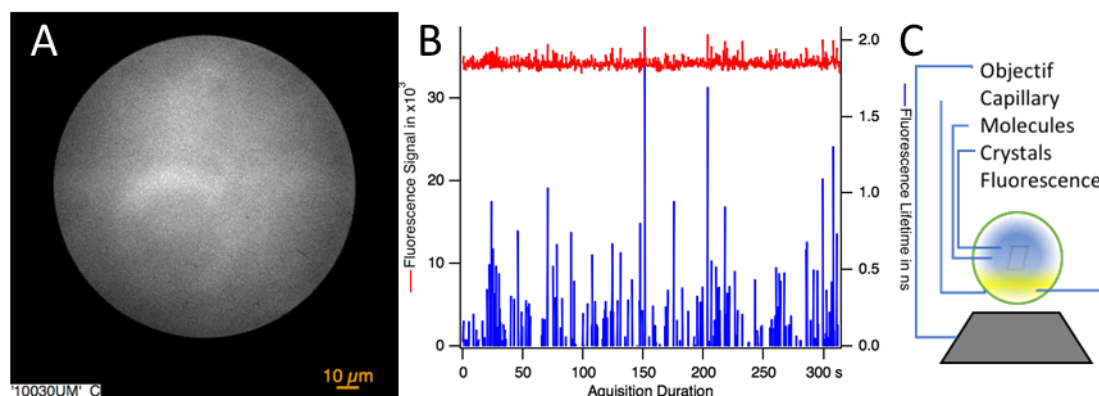 A
10 µm
'10030UM'_C
B
Fluorescence Signal in x10³
30
20
10
0
2.0
1.5
1.0
0.5
0.0
Fluorescence Lifetime in ns
0
50
100
150
200
250
300 s
Aquisition Duration
C
Objectif
Capillary
Molecules
Crystals
Fluorescence